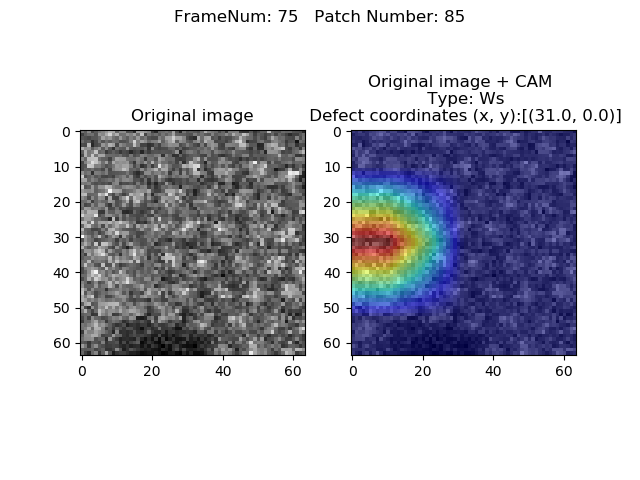 FrameNum: 75   Patch Number: 85
Original image
Original image + CAM
Type: Ws
Defect coordinates (x, y):[(31.0, 0.0)]
0
10
20
30
40
50
60
0 20 40 60
0
10
20
30
40
50
60
0 20 40 60